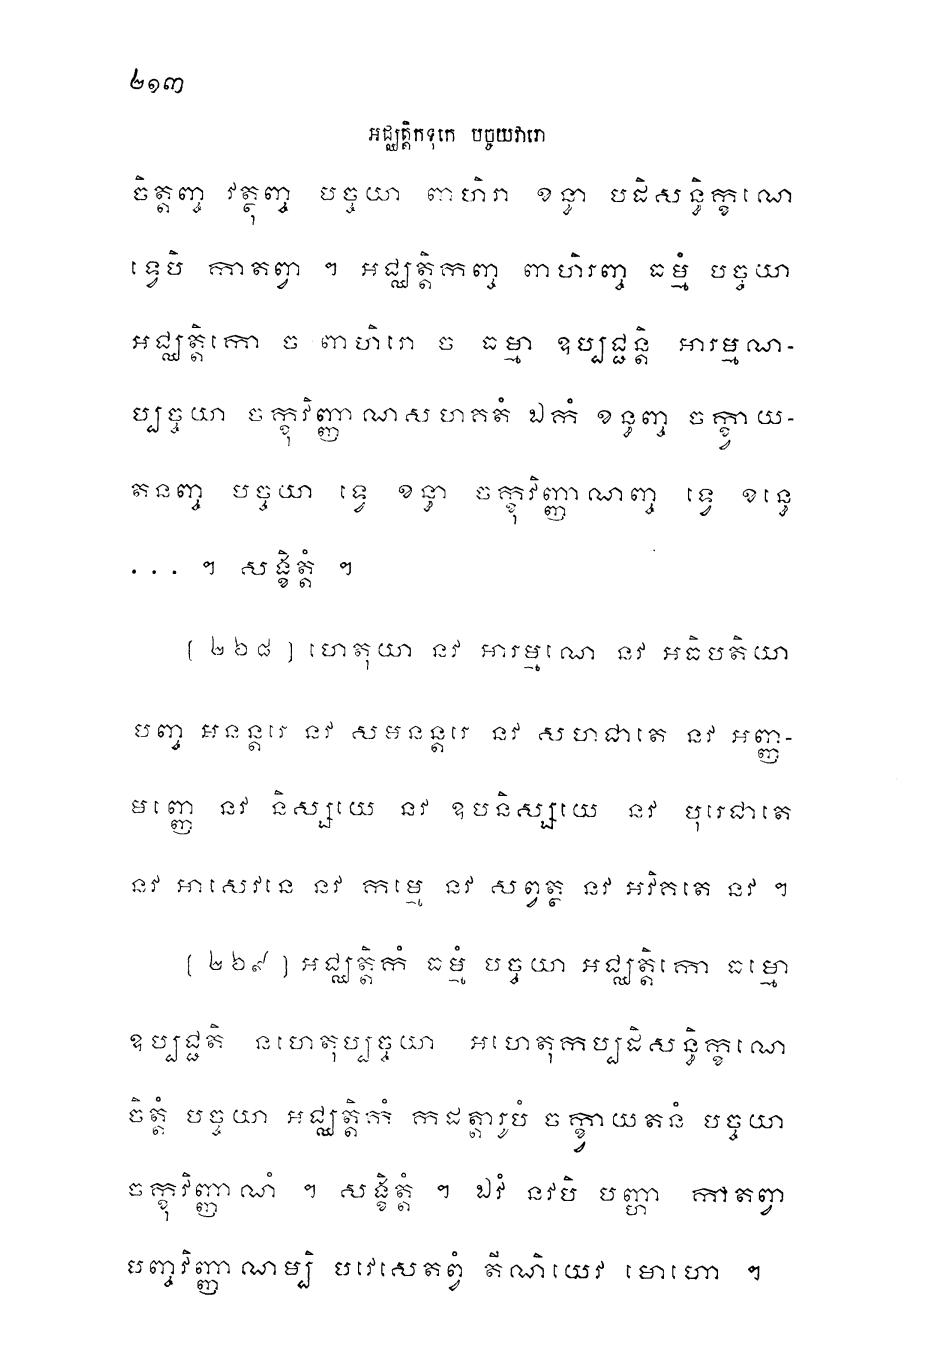 ២១៣
អជ្ឈត្តិកទុកេ បច្ចយវារោ
ចិត្តញ្ច វត្ថុញ្ច បច្ចយា ពាហិរា ខន្ធា បដិសន្ធិក្ខណេ
ទ្វេបិ កាតព្វា ។ អជ្ឈត្តិកញ្ច ពាហិរញ្ច ធម្មំ បច្ចយា
អជ្ឈត្តិកោ ច ពាហិរោ ច ធម្មា ឧប្បជ្ជន្តិ អារម្មណ-
ប្បច្ចយា ចក្ខុវិញ្ញាណសហគតំ ឯកំ ខន្ធញ្ច ចក្ខ្វាយ-
តនញ្ច បច្ចយា ទ្វេ ខន្ធា ចក្ខុវិញ្ញាណញ្ច ទ្វេ ខន្ធេ
... ។ សង្ខិត្តំ ។
[ ២៦៨ ] ហេតុយា នវ អារម្មណេ នវ អធិបតិយា
បញ្ច អនន្តរេ នវ សមនន្តរេ នវ សហជាតេ នវ អញ្ញ-
មញ្ញេ នវ និស្សយេ នវ ឧបនិស្សយេ នវ បុរេជាតេ
នវ អាសេវនេ នវ កម្មេ នវ សព្វត្ថ នវ អវិគតេ នវ ។
[ ២៦៩ ] អជ្ឈត្តិកំ ធម្មំ បច្ចយា អជ្ឈត្តិកោ ធម្មោ
ឧប្បជ្ជតិ នហេតុប្បច្ចយា អហេតុកប្បដិសន្ធិក្ខណេ
ចិត្តំ បច្ចយា អជ្ឈត្តិកំ កដត្តារូបំ ចក្ខ្វាយតនំ បច្ចយា
ចក្ខុវិញ្ញាណំ ។ សង្ខិត្តំ ។ ឯវំ នវបិ បញ្ហា កាតព្វា
បញ្ចវិញ្ញាណម្បិ បវេសេតព្វំ តីណិយេវ មោហោ ។